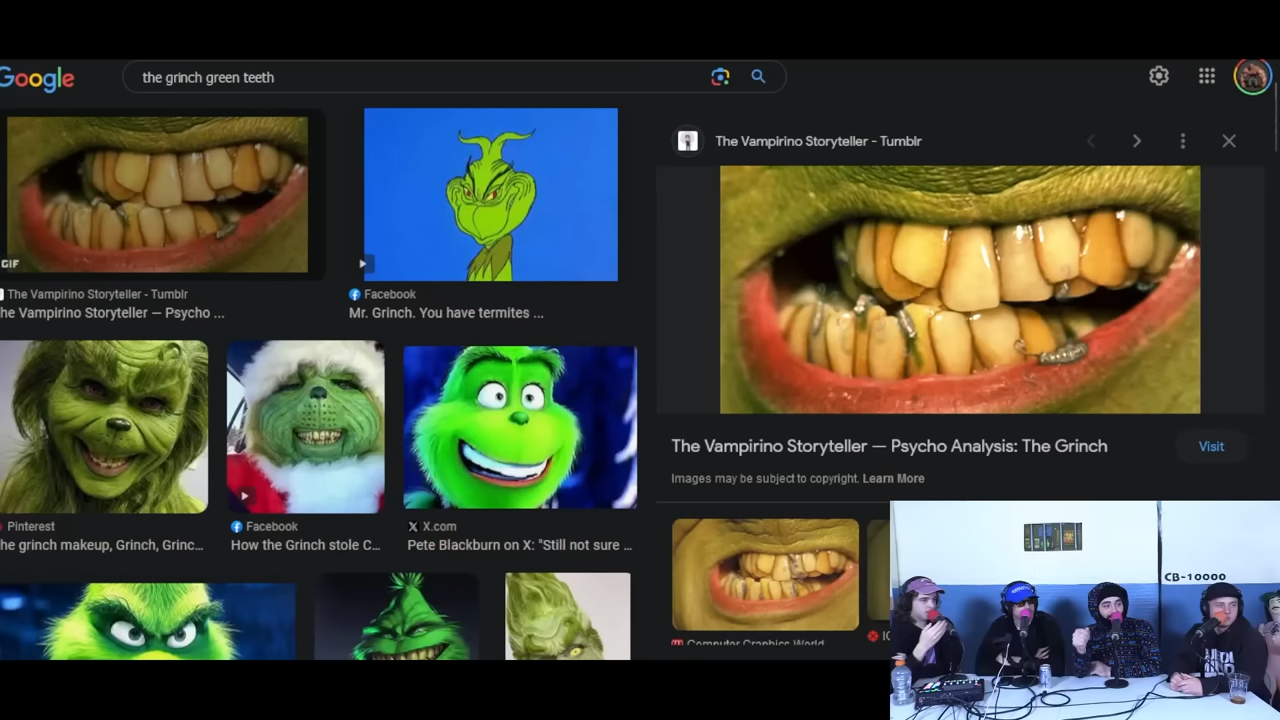 Google
the grinch green teeth
The Vampirino Storyteller - Tumblr
GIF
The Vampirino Storyteller - Tumblr
he Vampirino Storyteller — Psycho ...
Facebook
Mr. Grinch. You have termites ...
The Vampirino Storyteller — Psycho Analysis: The Grinch
Visit
Images may be subject to copyright. Learn More
Pinterest
he grinch makeup, Grinch, Grinc...
Facebook
How the Grinch stole C...
X.com
Pete Blackburn on X: "Still not sure ...
Computer Graphics World
CB-10000